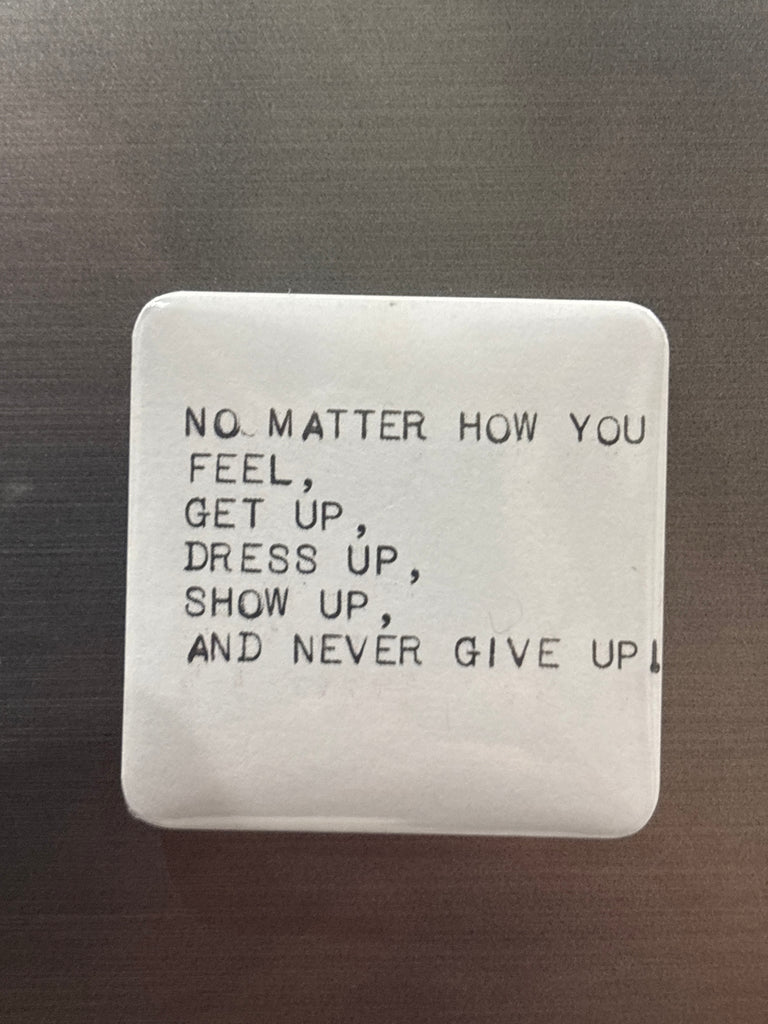 NO MATTER HOW YOU
FEEL,
GET UP,
DRESS UP,
SHOW UP,
AND NEVER GIVE UP!